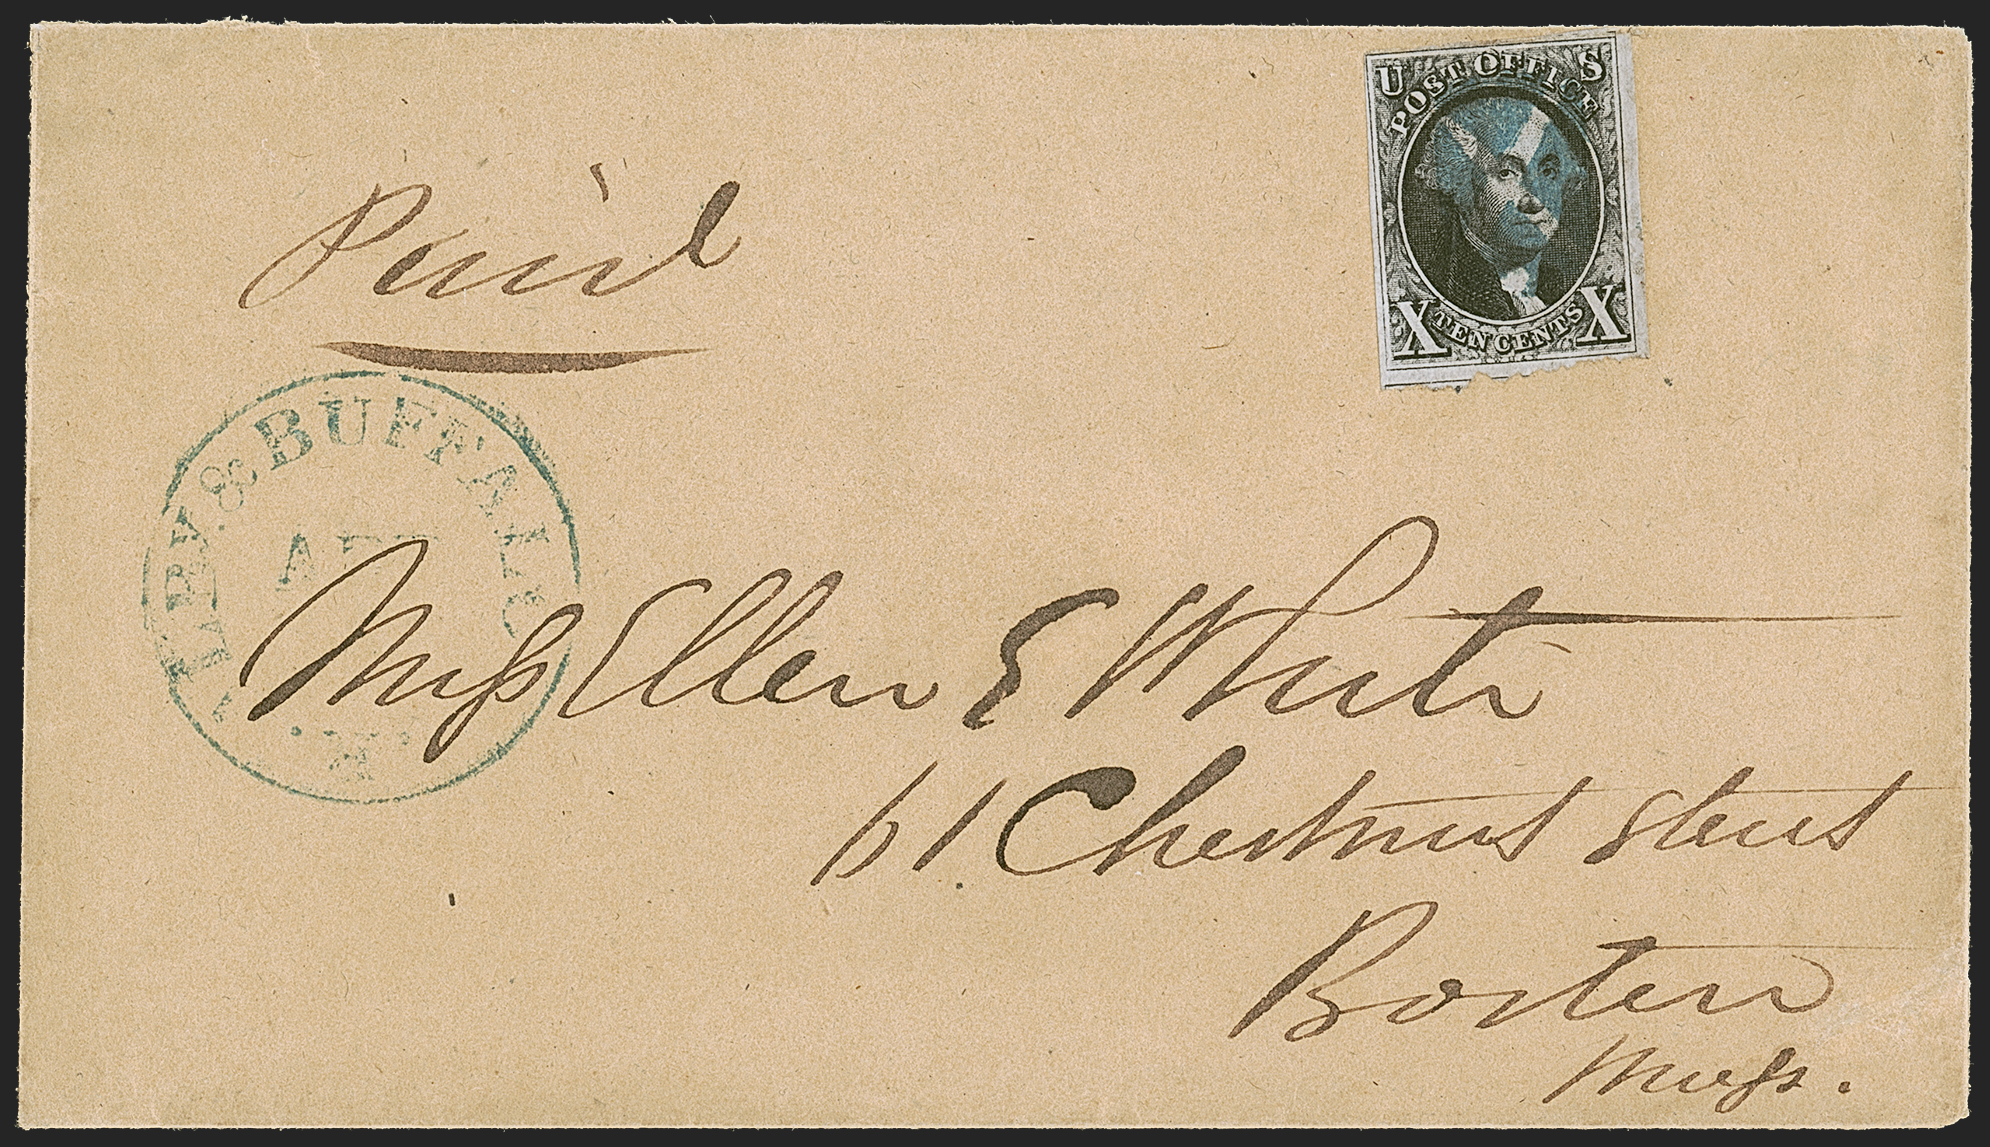 U S
POST OFFICE
X TEN CENTS X
Paid
ALBY. & BUFFALO
Miss Ellen E White
61 Chestnut Street
Boston
Mass.